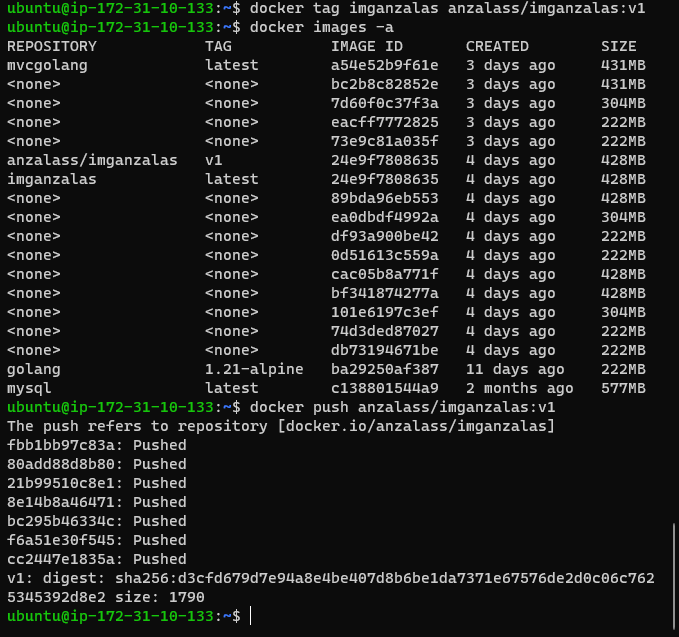 ubuntu@ip-172-31-10-133:~$ docker tag imganzalas anzalass/imganzalas:v1
ubuntu@ip-172-31-10-133:~$ docker images -a
REPOSITORY            TAG           IMAGE ID       CREATED        SIZE
mvcgolang             latest        a54e52b9f61e   3 days ago     431MB
<none>                <none>        bc2b8c82852e   3 days ago     431MB
<none>                <none>        7d60f0c37f3a   3 days ago     304MB
<none>                <none>        eacff7772825   3 days ago     222MB
<none>                <none>        73e9c81a035f   3 days ago     222MB
anzalass/imganzalas   v1            24e9f7808635   4 days ago     428MB
imganzalas            latest        24e9f7808635   4 days ago     428MB
<none>                <none>        89bda96eb553   4 days ago     428MB
<none>                <none>        ea0dbdf4992a   4 days ago     304MB
<none>                <none>        df93a900be42   4 days ago     222MB
<none>                <none>        0d51613c559a   4 days ago     222MB
<none>                <none>        cac05b8a771f   4 days ago     428MB
<none>                <none>        bf341874277a   4 days ago     428MB
<none>                <none>        101e6197c3ef   4 days ago     304MB
<none>                <none>        74d3ded87027   4 days ago     222MB
<none>                <none>        db73194671be   4 days ago     222MB
golang                1.21-alpine   ba29250af387   11 days ago    222MB
mysql                 latest        c138801544a9   2 months ago   577MB
ubuntu@ip-172-31-10-133:~$ docker push anzalass/imganzalas:v1
The push refers to repository [docker.io/anzalass/imganzalas]
fbb1bb97c83a: Pushed
80add88d8b80: Pushed
21b99510c8e1: Pushed
8e14b8a46471: Pushed
bc295b46334c: Pushed
f6a51e30f545: Pushed
cc2447e1835a: Pushed
v1: digest: sha256:d3cfd679d7e94a8e4be407d8b6be1da7371e67576de2d0c06c762
5345392d8e2 size: 1790
ubuntu@ip-172-31-10-133:~$